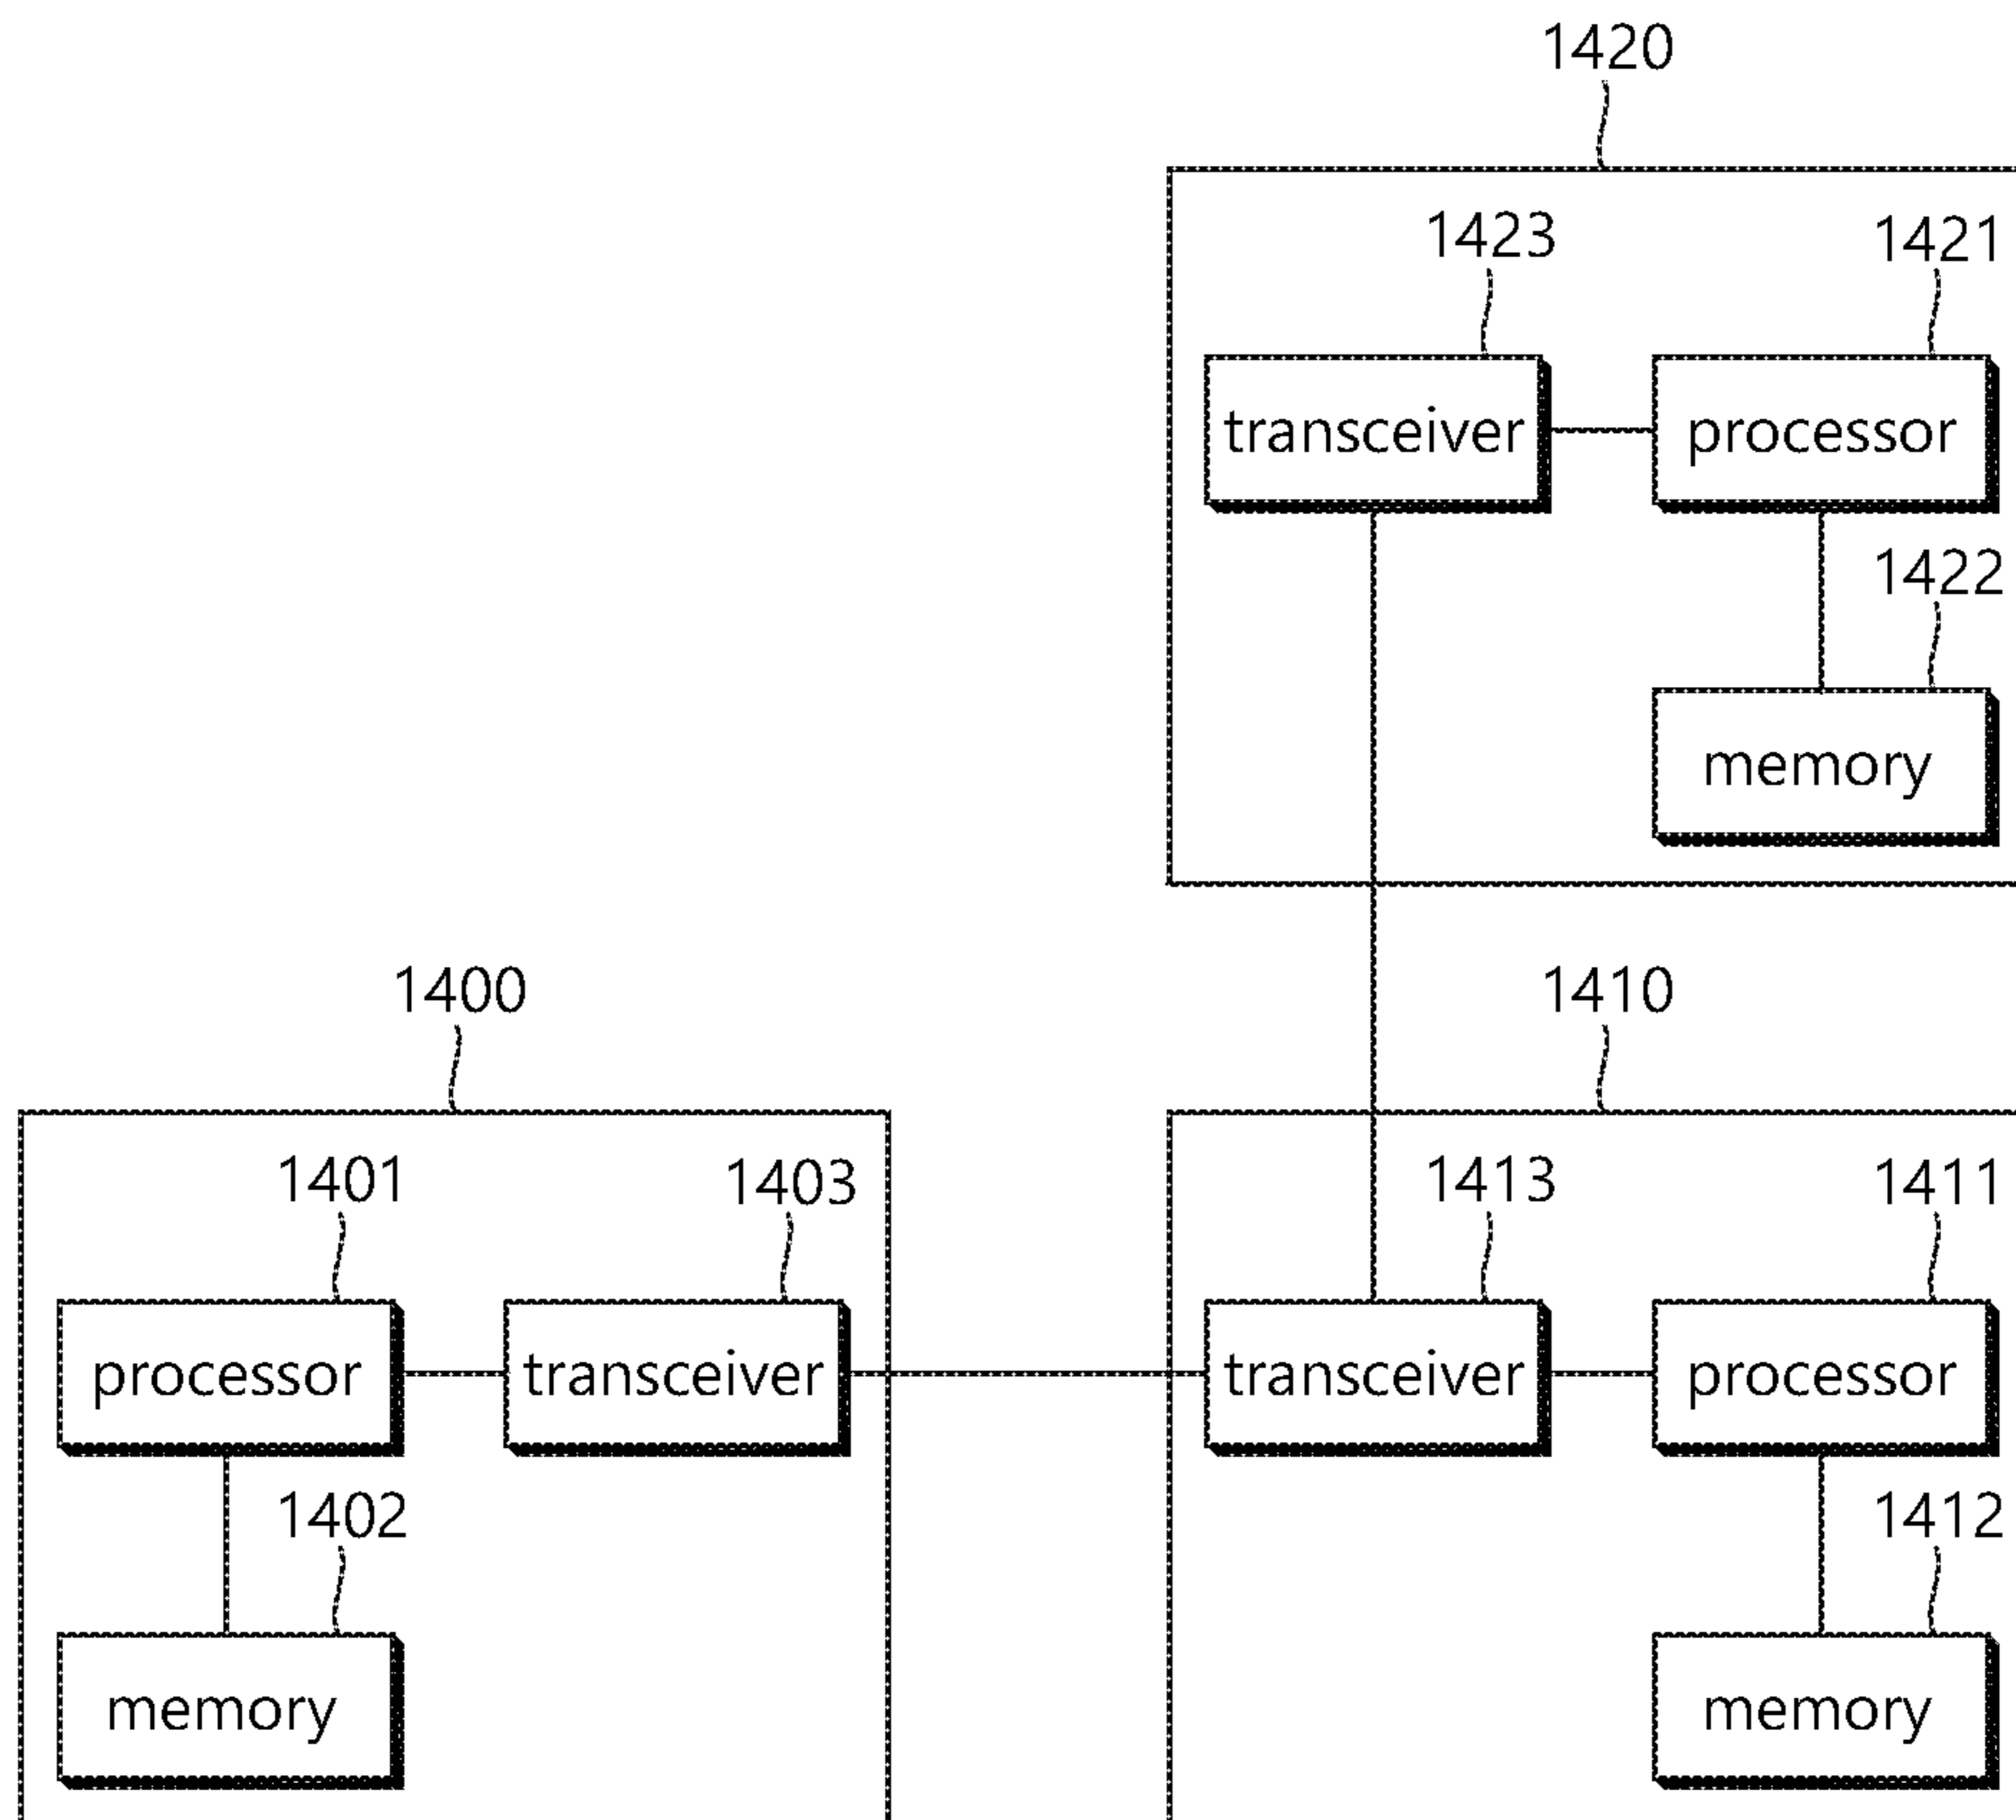 1420
1423 1421
transceiver processor
1422
memory
1400 1410
1401 1403 1413 1411
processor transceiver transceiver processor
1402 1412
memory memory